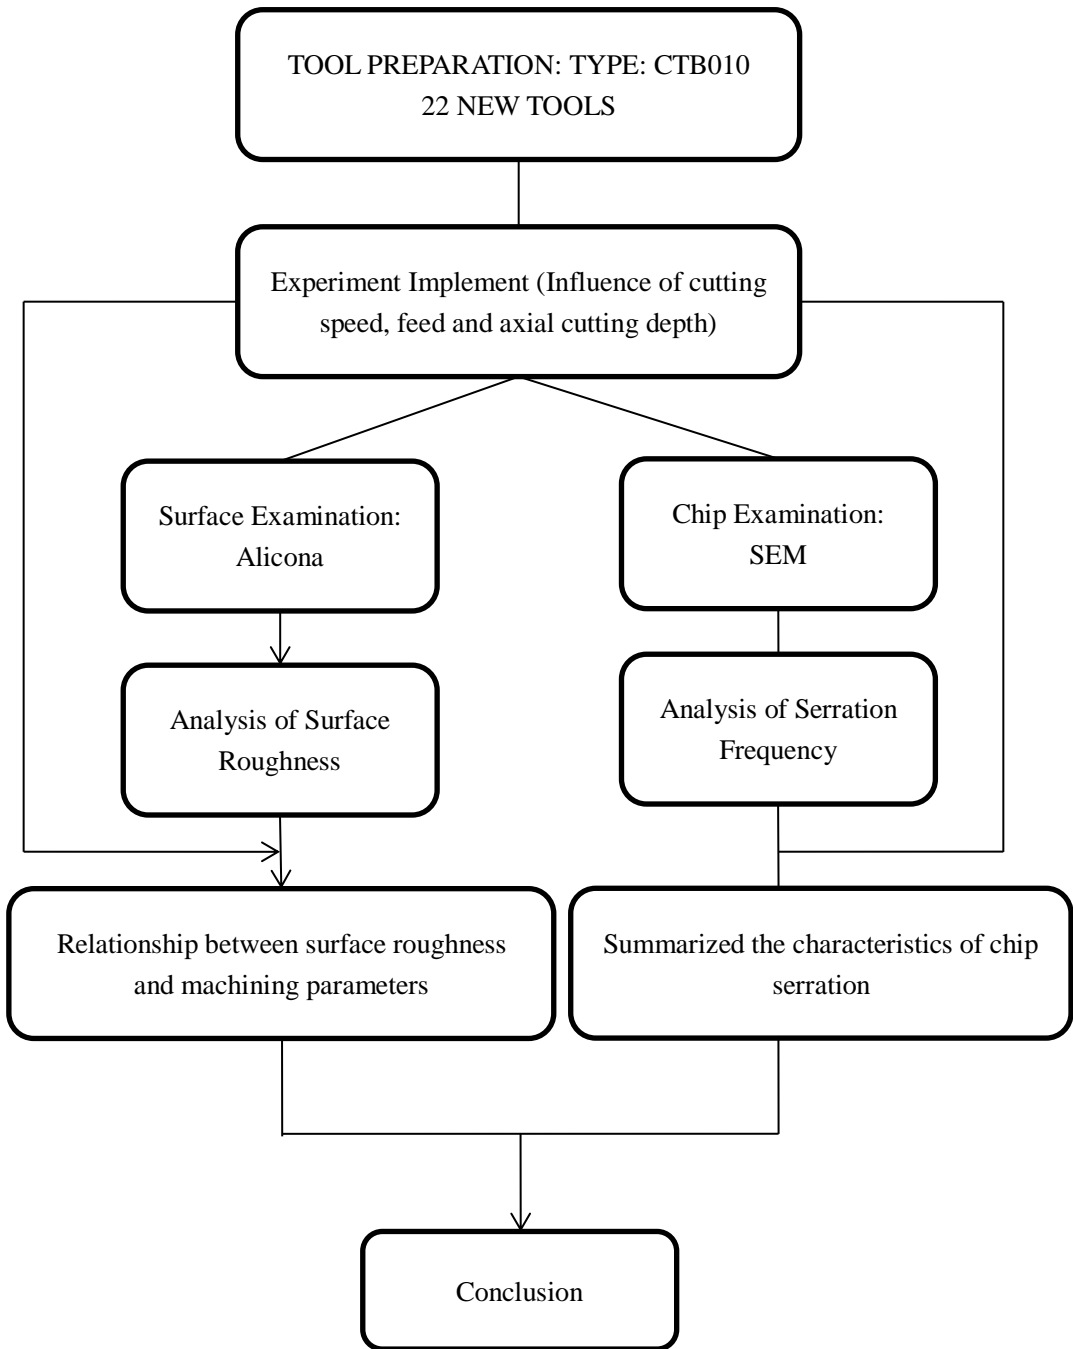 TOOL PREPARATION: TYPE: CTB010
22 NEW TOOLS
Experiment Implement (Influence of cutting
speed, feed and axial cutting depth)
Surface Examination:
Alicona
Chip Examination:
SEM
Analysis of Surface
Roughness
Analysis of Serration
Frequency
Relationship between surface roughness
and machining parameters
Summarized the characteristics of chip
serration
Conclusion